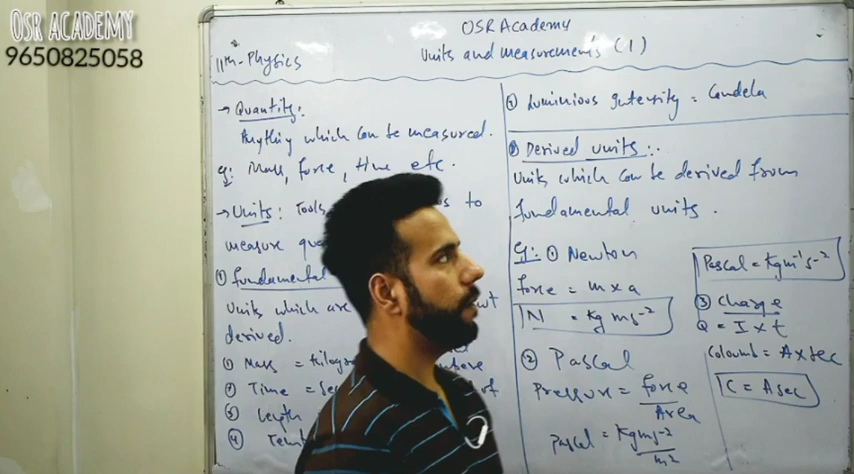 OSR ACADEMY
9650825058
OSR Academy
11th - Physics
Units and measurements (1)
→ Quantity:
Anything which can be measured.
eg: Mass, force, time etc.
→ Units: Tools to
measure
① fundamental
Units which are
derived.
① Mass =
② Time =
③ Length
④
⑦ Luminious Intensity = Candela
② Derived units:
Units which can be derived from
fundamental units.
eg: ① Newton
force = m x a
N = Kg ms⁻²
② Pascal
Pressure = force
Area
Pascal = Kgms⁻²
m²
Pascal = Kgm⁻¹s⁻²
③ Charge
Q = I x t
Coloumb = A x sec
C = A sec